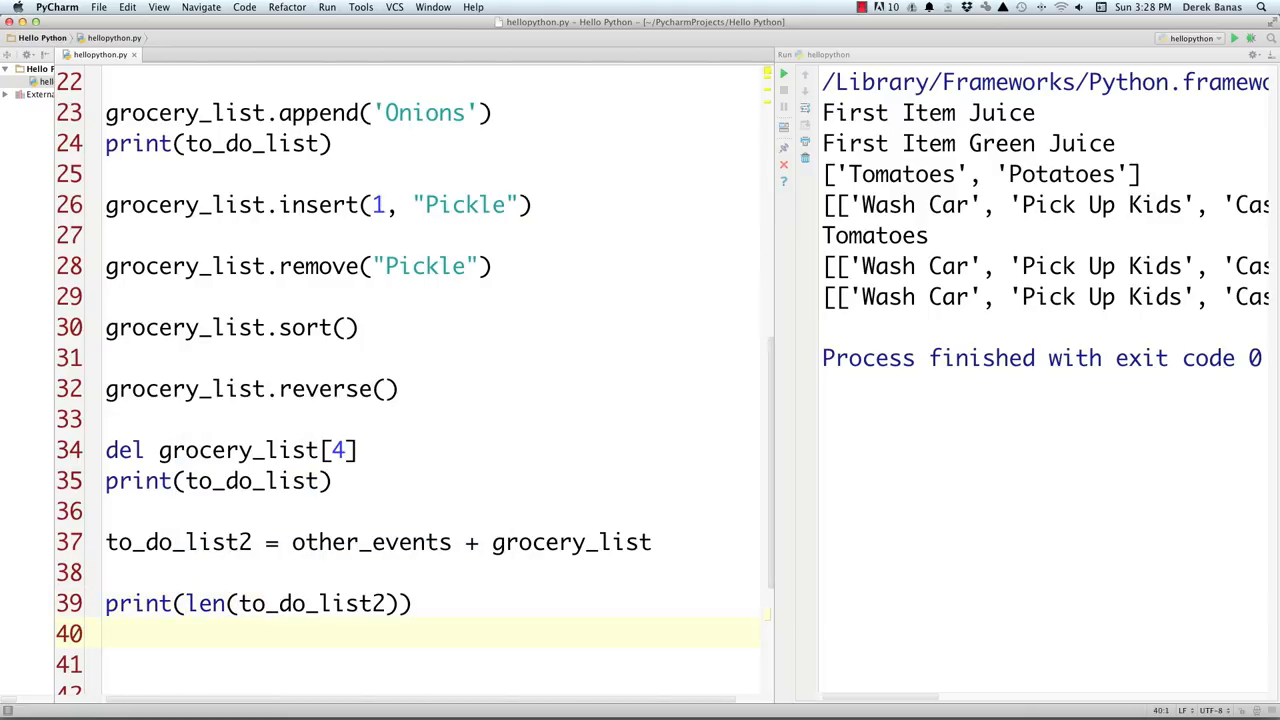 PyCharm File Edit View Navigate Code Refactor Run Tools VCS Window Help 10 Sun 3:28 PM Derek Banas
hellopython.py – Hello Python – [~/PycharmProjects/Hello Python]
Hello Python hellopython.py hellopython
hellopython.py
Run hellopython
Hello P
hell
Extern
22
23 grocery_list.append('Onions')
24 print(to_do_list)
25
26 grocery_list.insert(1, "Pickle")
27
28 grocery_list.remove("Pickle")
29
30 grocery_list.sort()
31
32 grocery_list.reverse()
33
34 del grocery_list[4]
35 print(to_do_list)
36
37 to_do_list2 = other_events + grocery_list
38
39 print(len(to_do_list2))
40
41
42
/Library/Frameworks/Python.framewo
First Item Juice
First Item Green Juice
['Tomatoes', 'Potatoes']
[['Wash Car', 'Pick Up Kids', 'Cas
Tomatoes
[['Wash Car', 'Pick Up Kids', 'Cas
[['Wash Car', 'Pick Up Kids', 'Cas
Process finished with exit code 0
40:1 LF UTF-8